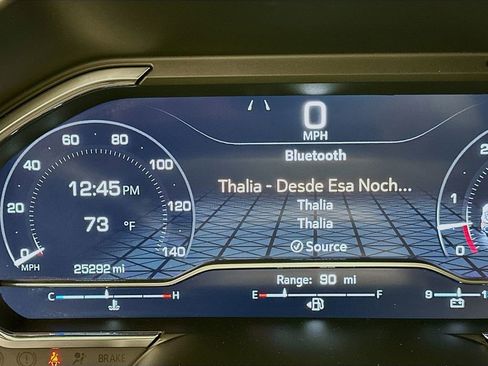 0
MPH
Bluetooth
Thalia - Desde Esa Noch...
Thalia
Thalia
Source
0 20 40 60 80 100 120 140
MPH
12:45 PM
73 °F
25292 mi
1
0
Range: 90 mi
C H
E F
9
BRAKE